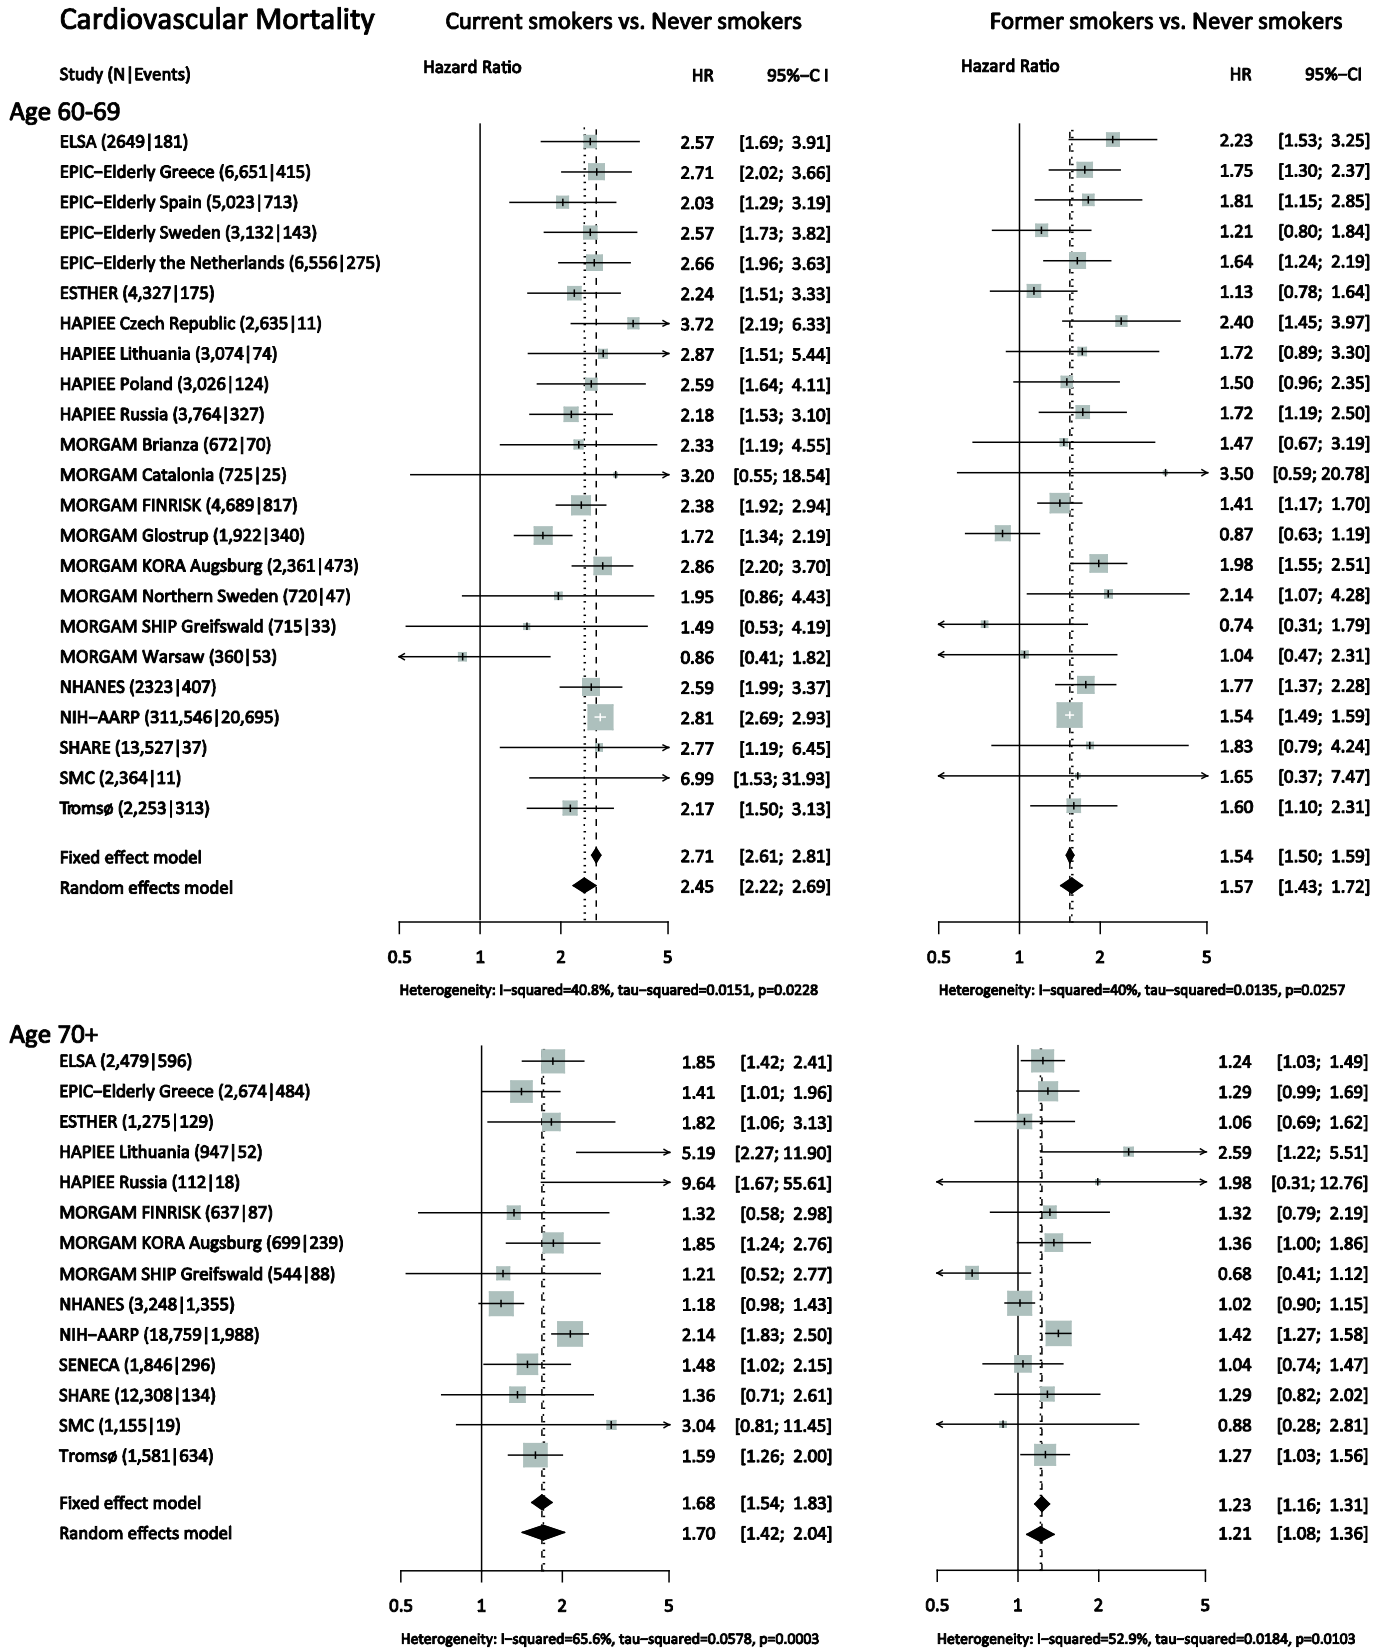 Cardiovascular Mortality Current smokers vs. Never smokers Former smokers vs. Never smokers
Study (N|Events) Hazard Ratio HR 95%−C I Hazard Ratio HR 95%−CI
Age 60-69
ELSA (2649|181) 2.57 [1.69; 3.91] 2.23 [1.53; 3.25]
EPIC−Elderly Greece (6,651|415) 2.71 [2.02; 3.66] 1.75 [1.30; 2.37]
EPIC−Elderly Spain (5,023|713) 2.03 [1.29; 3.19] 1.81 [1.15; 2.85]
EPIC−Elderly Sweden (3,132|143) 2.57 [1.73; 3.82] 1.21 [0.80; 1.84]
EPIC−Elderly the Netherlands (6,556|275) 2.66 [1.96; 3.63] 1.64 [1.24; 2.19]
ESTHER (4,327|175) 2.24 [1.51; 3.33] 1.13 [0.78; 1.64]
HAPIEE Czech Republic (2,635|11) 3.72 [2.19; 6.33] 2.40 [1.45; 3.97]
HAPIEE Lithuania (3,074|74) 2.87 [1.51; 5.44] 1.72 [0.89; 3.30]
HAPIEE Poland (3,026|124) 2.59 [1.64; 4.11] 1.50 [0.96; 2.35]
HAPIEE Russia (3,764|327) 2.18 [1.53; 3.10] 1.72 [1.19; 2.50]
MORGAM Brianza (672|70) 2.33 [1.19; 4.55] 1.47 [0.67; 3.19]
MORGAM Catalonia (725|25) 3.20 [0.55; 18.54] 3.50 [0.59; 20.78]
MORGAM FINRISK (4,689|817) 2.38 [1.92; 2.94] 1.41 [1.17; 1.70]
MORGAM Glostrup (1,922|340) 1.72 [1.34; 2.19] 0.87 [0.63; 1.19]
MORGAM KORA Augsburg (2,361|473) 2.86 [2.20; 3.70] 1.98 [1.55; 2.51]
MORGAM Northern Sweden (720|47) 1.95 [0.86; 4.43] 2.14 [1.07; 4.28]
MORGAM SHIP Greifswald (715|33) 1.49 [0.53; 4.19] 0.74 [0.31; 1.79]
MORGAM Warsaw (360|53) 0.86 [0.41; 1.82] 1.04 [0.47; 2.31]
NHANES (2323|407) 2.59 [1.99; 3.37] 1.77 [1.37; 2.28]
NIH−AARP (311,546|20,695) 2.81 [2.69; 2.93] 1.54 [1.49; 1.59]
SHARE (13,527|37) 2.77 [1.19; 6.45] 1.83 [0.79; 4.24]
SMC (2,364|11) 6.99 [1.53; 31.93] 1.65 [0.37; 7.47]
Tromsø (2,253|313) 2.17 [1.50; 3.13] 1.60 [1.10; 2.31]
Fixed effect model 2.71 [2.61; 2.81] 1.54 [1.50; 1.59]
Random effects model 2.45 [2.22; 2.69] 1.57 [1.43; 1.72]
0.5 1 2 5 0.5 1 2 5
Heterogeneity: I−squared=40.8%, tau−squared=0.0151, p=0.0228 Heterogeneity: I−squared=40%, tau−squared=0.0135, p=0.0257
Age 70+
ELSA (2,479|596) 1.85 [1.42; 2.41] 1.24 [1.03; 1.49]
EPIC−Elderly Greece (2,674|484) 1.41 [1.01; 1.96] 1.29 [0.99; 1.69]
ESTHER (1,275|129) 1.82 [1.06; 3.13] 1.06 [0.69; 1.62]
HAPIEE Lithuania (947|52) 5.19 [2.27; 11.90] 2.59 [1.22; 5.51]
HAPIEE Russia (112|18) 9.64 [1.67; 55.61] 1.98 [0.31; 12.76]
MORGAM FINRISK (637|87) 1.32 [0.58; 2.98] 1.32 [0.79; 2.19]
MORGAM KORA Augsburg (699|239) 1.85 [1.24; 2.76] 1.36 [1.00; 1.86]
MORGAM SHIP Greifswald (544|88) 1.21 [0.52; 2.77] 0.68 [0.41; 1.12]
NHANES (3,248|1,355) 1.18 [0.98; 1.43] 1.02 [0.90; 1.15]
NIH−AARP (18,759|1,988) 2.14 [1.83; 2.50] 1.42 [1.27; 1.58]
SENECA (1,846|296) 1.48 [1.02; 2.15] 1.04 [0.74; 1.47]
SHARE (12,308|134) 1.36 [0.71; 2.61] 1.29 [0.82; 2.02]
SMC (1,155|19) 3.04 [0.81; 11.45] 0.88 [0.28; 2.81]
Tromsø (1,581|634) 1.59 [1.26; 2.00] 1.27 [1.03; 1.56]
Fixed effect model 1.68 [1.54; 1.83] 1.23 [1.16; 1.31]
Random effects model 1.70 [1.42; 2.04] 1.21 [1.08; 1.36]
0.5 1 2 5 0.5 1 2 5
Heterogeneity: I−squared=65.6%, tau−squared=0.0578, p=0.0003 Heterogeneity: I−squared=52.9%, tau−squared=0.0184, p=0.0103